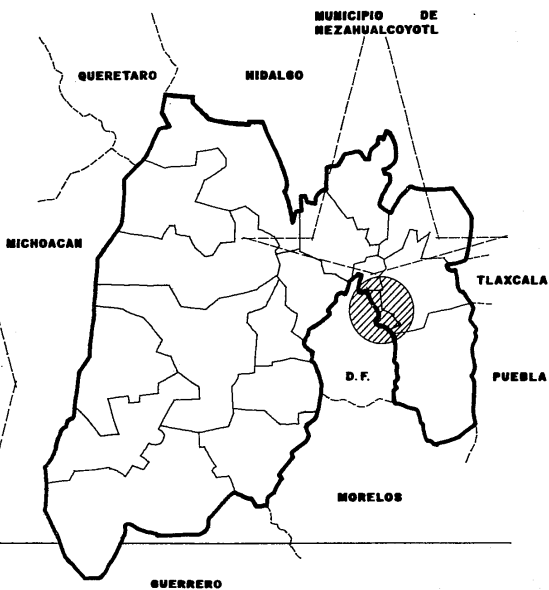 MUNICIPIO DE
NEZAHUALCOYOTL
QUERETARO
HIDALGO
MICHOACAN
TLAXCALA
D.F.
PUEBLA
MORELOS
GUERRERO